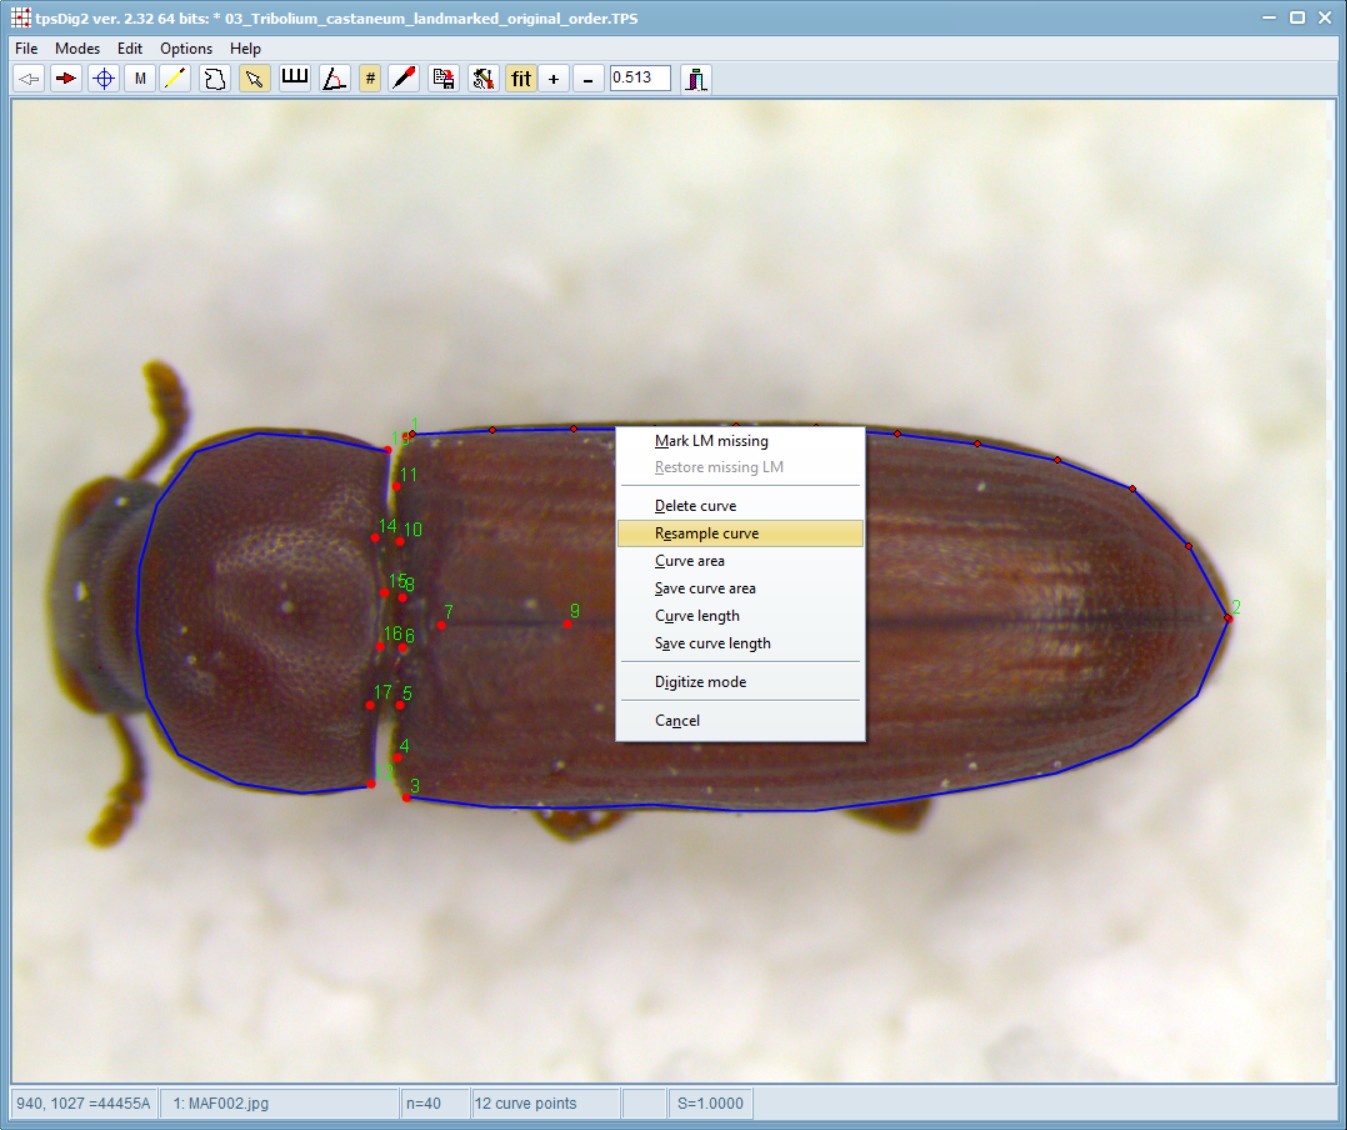 tpsDig2 ver. 2.32 64 bits: * 03_Tribolium_castaneum_landmarked_original_order.TPS
File Modes Edit Options Help
M # fit + - 0.513
1
11
14 10
15 8
7 9
16 6
2
17 5
4
3
Mark LM missing
Restore missing LM
Delete curve
Resample curve
Curve area
Save curve area
Curve length
Save curve length
Digitize mode
Cancel
940, 1027 =44455A 1: MAF002.jpg n=40 12 curve points S=1.0000